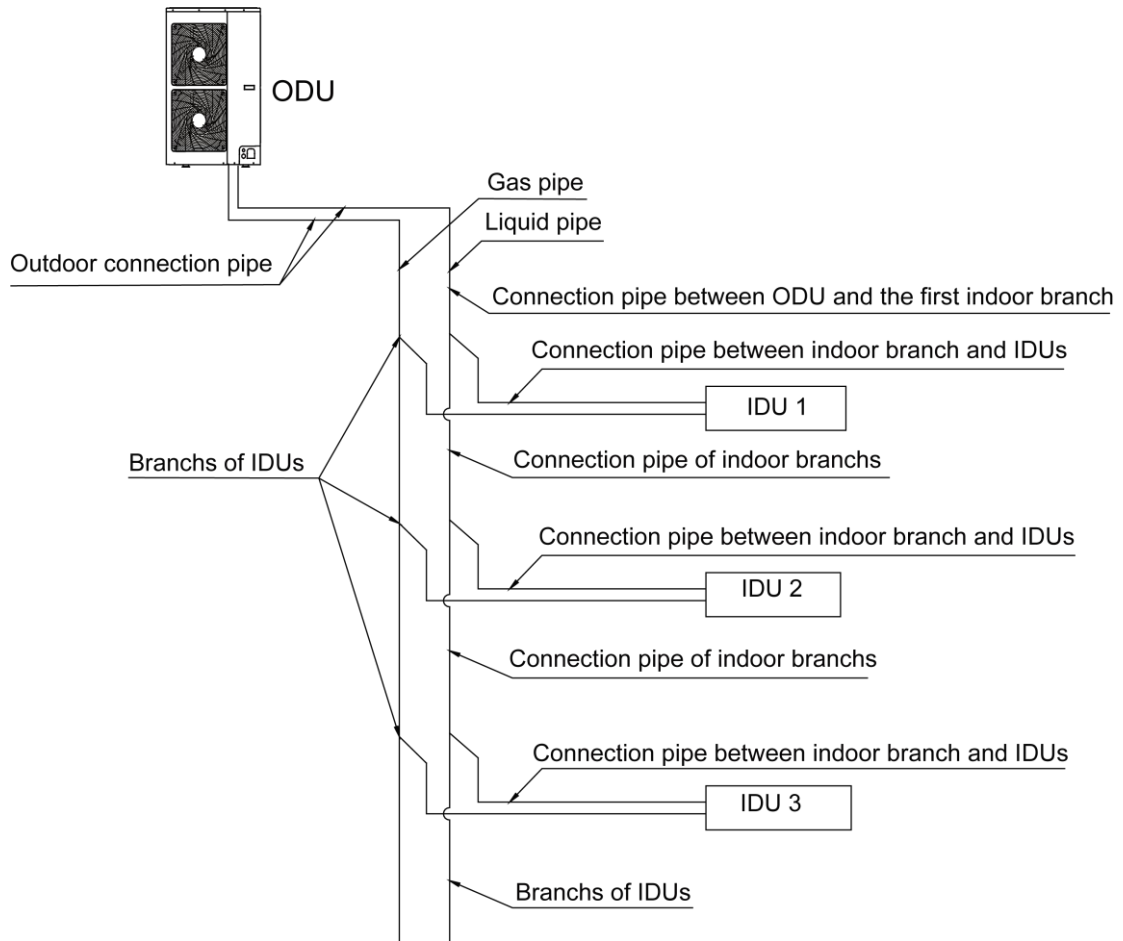 ODU
Gas pipe
Liquid pipe
Outdoor connection pipe
Connection pipe between ODU and the first indoor branch
Connection pipe between indoor branch and IDUs
IDU 1
Branchs of IDUs
Connection pipe of indoor branchs
Connection pipe between indoor branch and IDUs
IDU 2
Connection pipe of indoor branchs
Connection pipe between indoor branch and IDUs
IDU 3
Branchs of IDUs